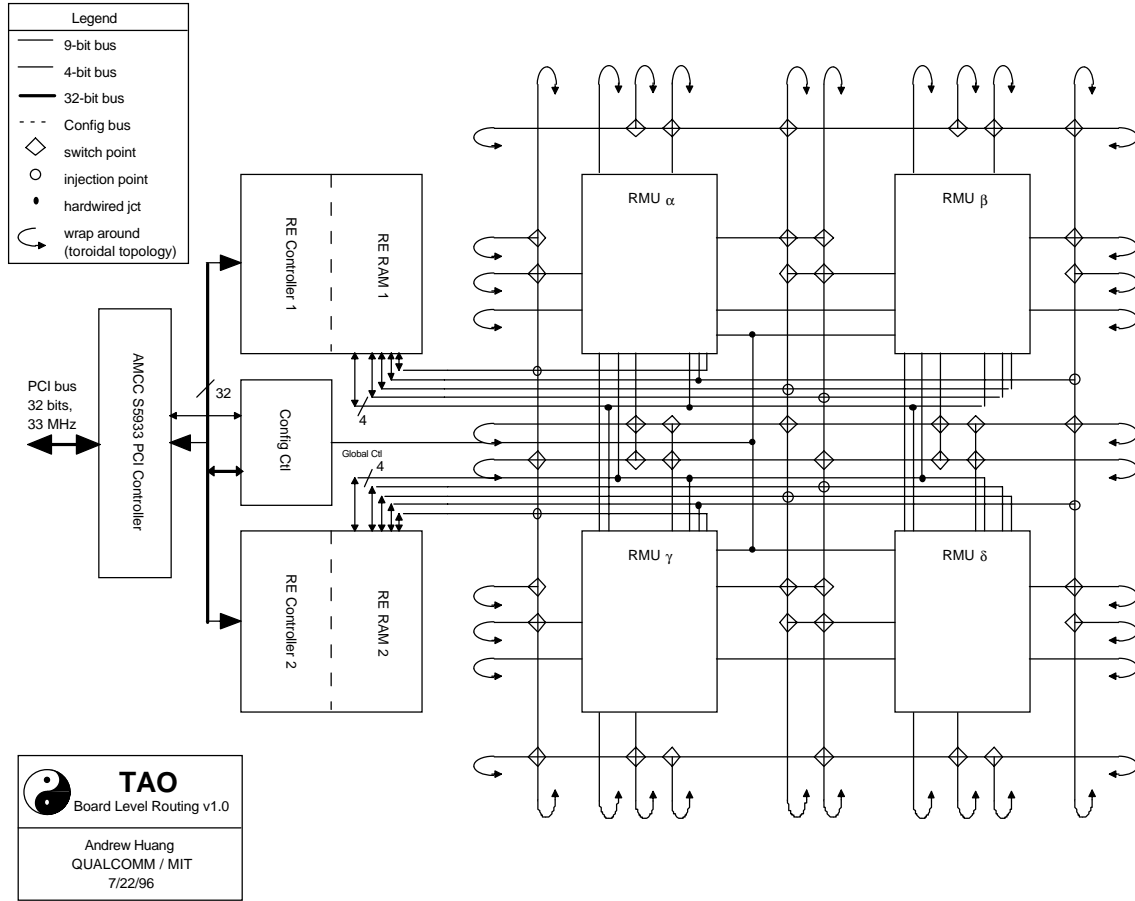 Legend
9-bit bus
4-bit bus
32-bit bus
Config bus
switch point
injection point
hardwired jct
wrap around
(toroidal topology)
RMU α
RMU β
RE Controller 1
RE RAM 1
AMCC S5933 PCI Controller
PCI bus
32 bits,
33 MHz
32
4
Config Ctl
Global Ctl
4
RE Controller 2
RE RAM 2
RMU γ
RMU δ
TAO
Board Level Routing v1.0
Andrew Huang
QUALCOMM / MIT
7/22/96